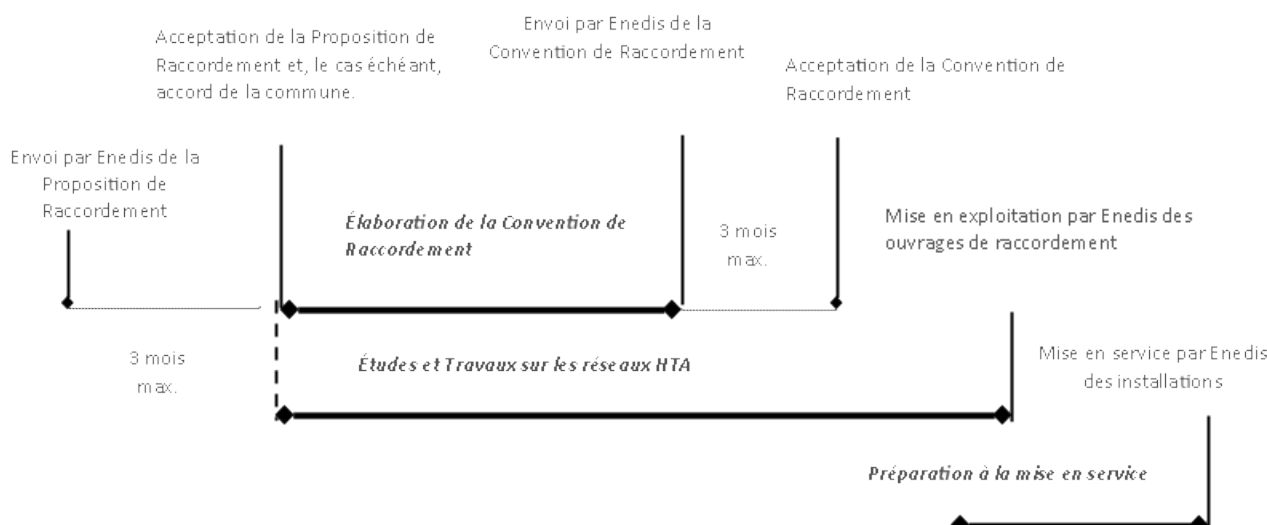 Envoi par Enedis de la
Convention de Raccordement
Acceptation de la Proposition de
Raccordement et, le cas échéant,
accord de la commune.
Acceptation de la Convention de
Raccordement
Envoi par Enedis de la
Proposition de
Raccordement
Élaboration de la Convention de
Raccordement
3 mois
max.
Mise en exploitation par Enedis des
ouvrages de raccordement
3 mois
max.
Études et Travaux sur les réseaux HTA
Mise en service par Enedis
des installations
Préparation à la mise en service